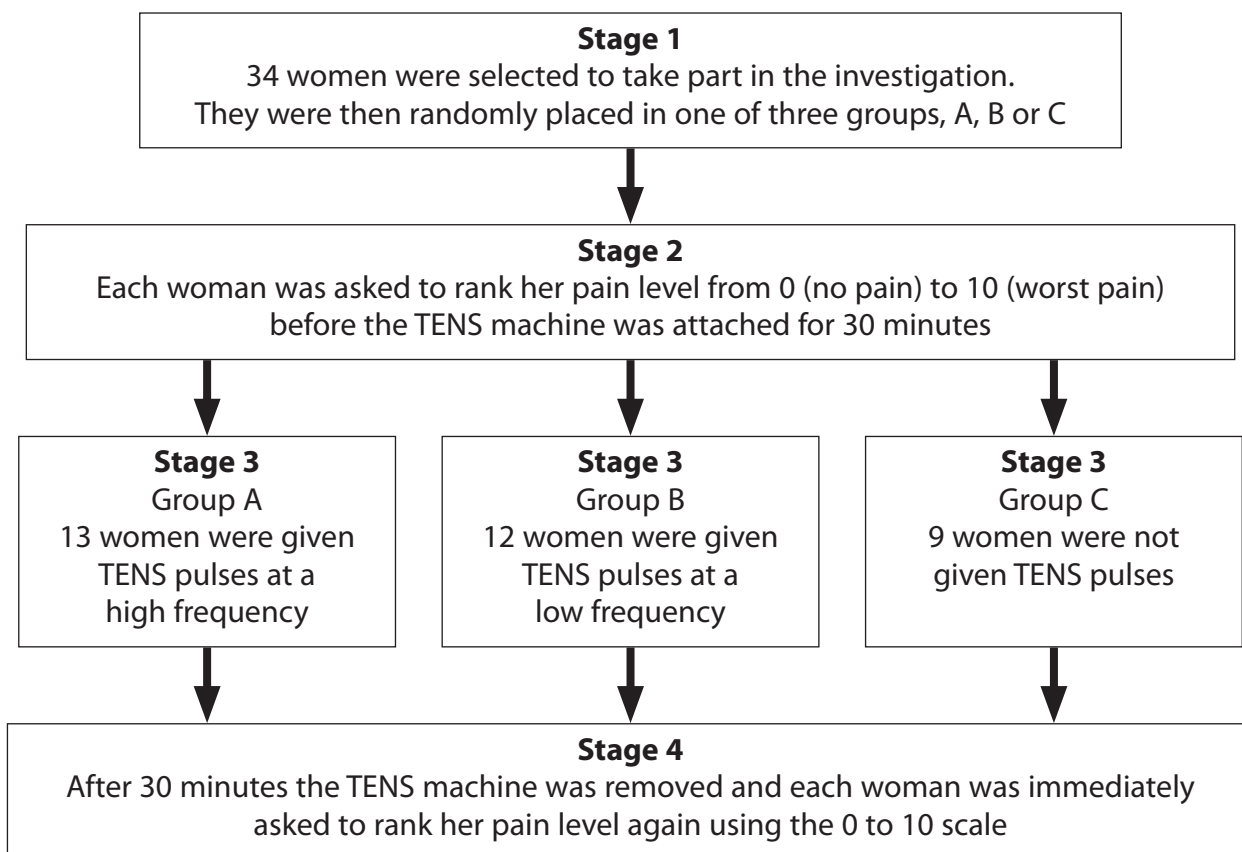 Stage 1
34 women were selected to take part in the investigation.
They were then randomly placed in one of three groups, A, B or C
Stage 2
Each woman was asked to rank her pain level from 0 (no pain) to 10 (worst pain)
before the TENS machine was attached for 30 minutes
Stage 3
Group A
13 women were given
TENS pulses at a
high frequency
Stage 3
Group B
12 women were given
TENS pulses at a
low frequency
Stage 3
Group C
9 women were not
given TENS pulses
Stage 4
After 30 minutes the TENS machine was removed and each woman was immediately
asked to rank her pain level again using the 0 to 10 scale